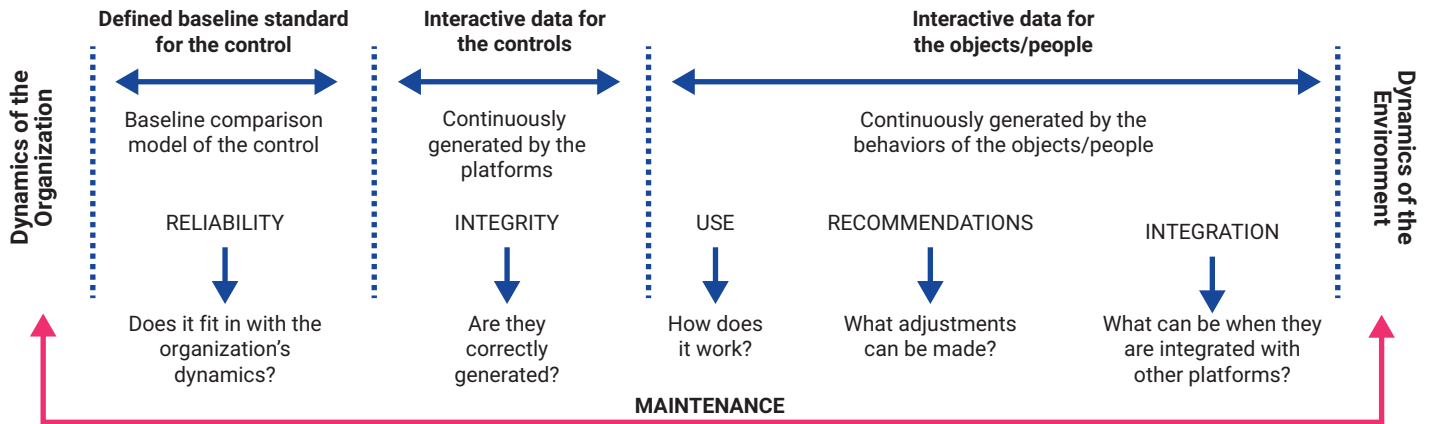 Dynamics of the
Organization
Defined baseline standard
for the control
Baseline comparison
model of the control
RELIABILITY
Does it fit in with the
organization's
dynamics?
Interactive data for
the controls
Continuously
generated by the
platforms
INTEGRITY
Are they
correctly
generated?
Interactive data for
the objects/people
Continuously generated by the
behaviors of the objects/people
USE
How does
it work?
RECOMMENDATIONS
What adjustments
can be made?
INTEGRATION
What can be when they
are integrated with
other platforms?
Dynamics of the
Environment
MAINTENANCE